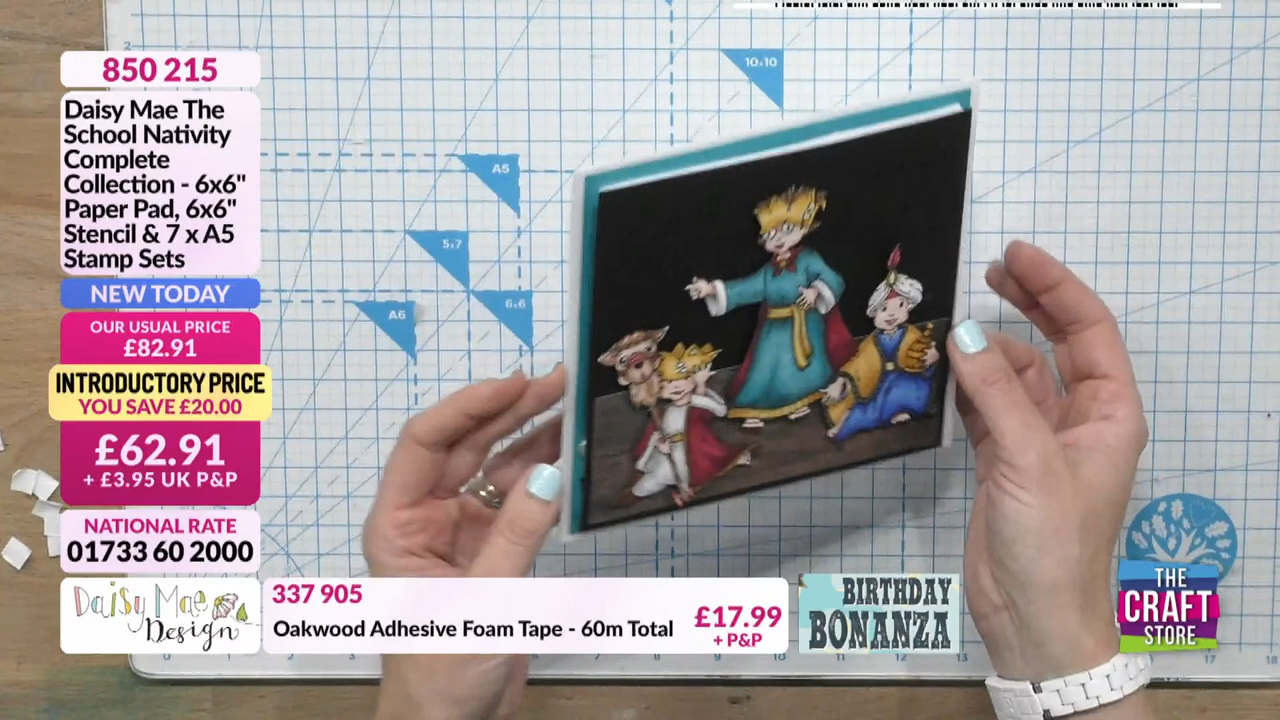 850 215
Daisy Mae The
School Nativity
Complete
Collection - 6x6"
Paper Pad, 6x6"
Stencil & 7 x A5
Stamp Sets
NEW TODAY
OUR USUAL PRICE
£82.91
INTRODUCTORY PRICE
YOU SAVE £20.00
£62.91
+ £3.95 UK P&P
NATIONAL RATE
01733 60 2000
Daisy Mae
Design
337 905
Oakwood Adhesive Foam Tape - 60m Total
£17.99
+ P&P
BIRTHDAY
BONANZA
THE
CRAFT
STORE
10x10
A5
5x7
6x6
A6